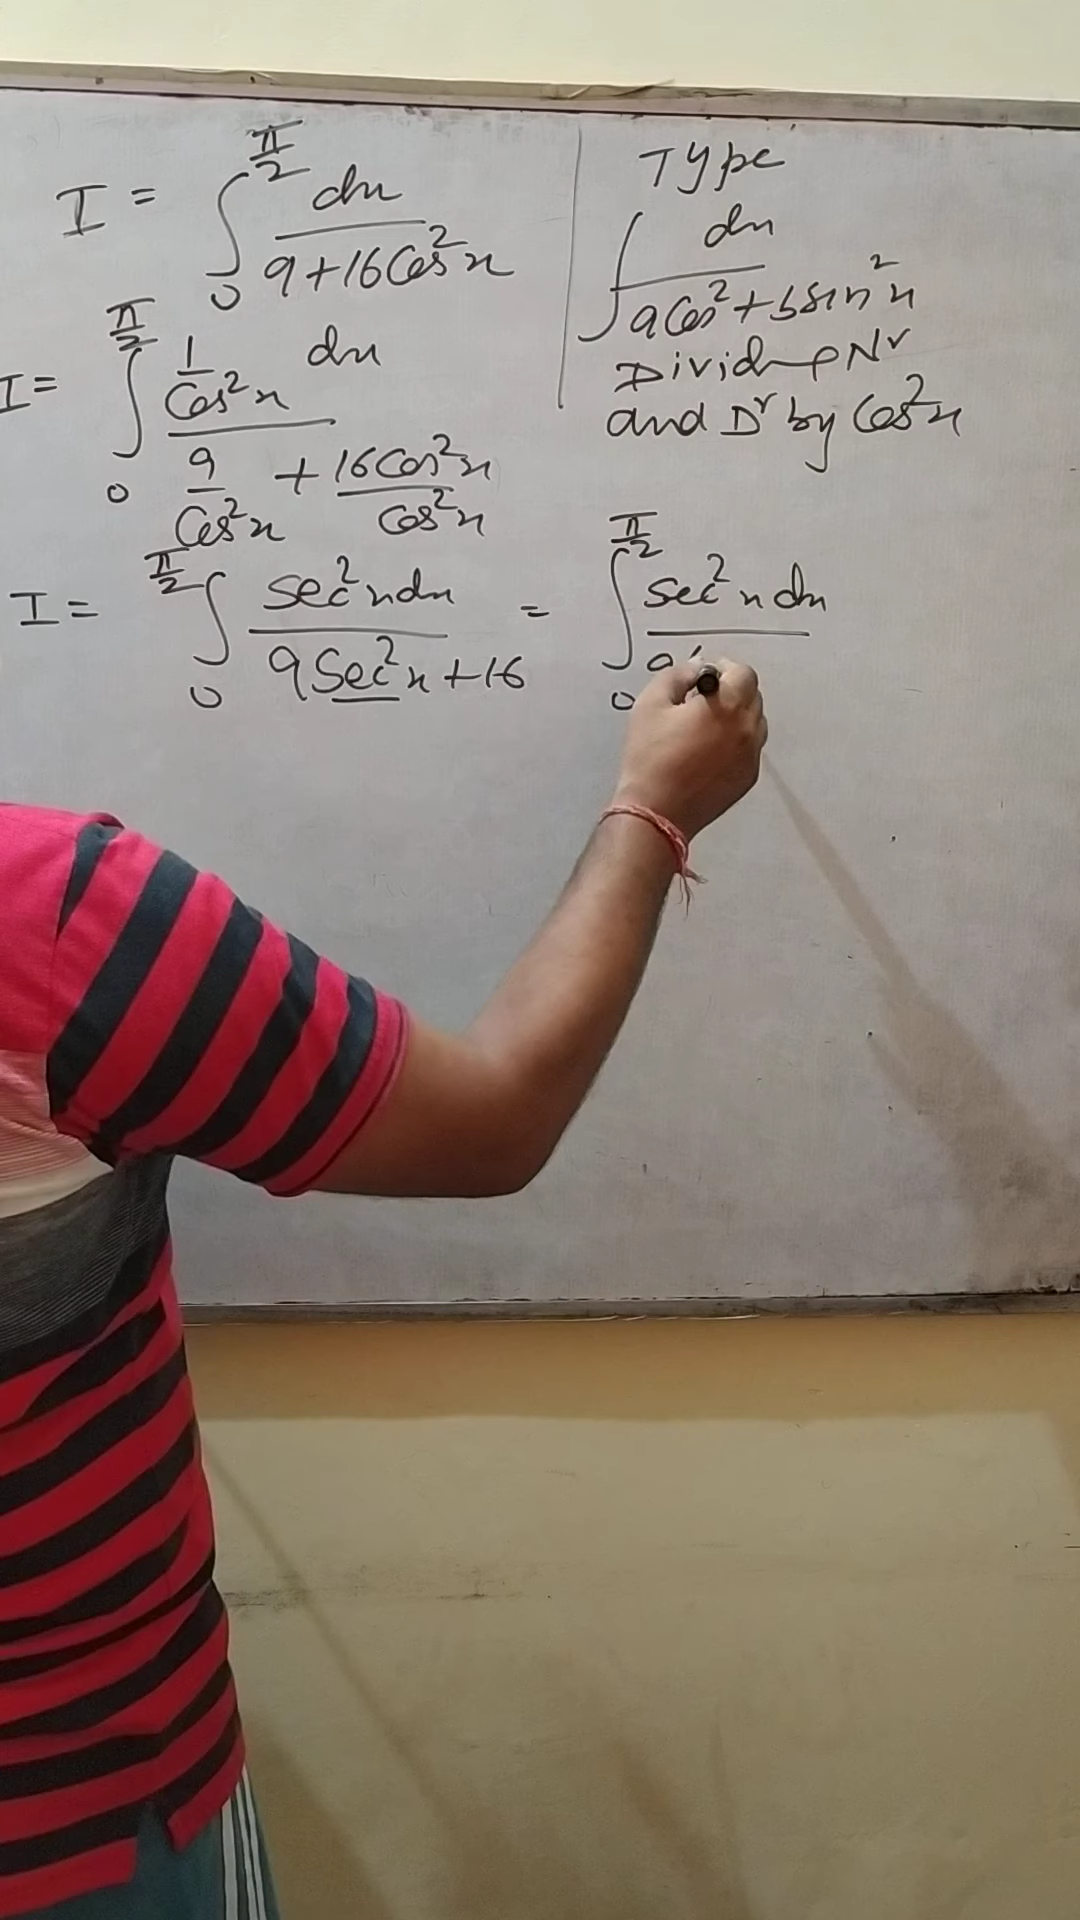 I = ∫₀^{π/2} dx / (9+16Cos²x)
I = ∫₀^{π/2} (1/Cos²x) dx / (9/Cos²x + 16Cos²x/Cos²x)
I = ∫₀^{π/2} sec²x dx / (9Sec²x+16) = ∫₀^{π/2} sec²x dx / 9(
Type
∫ dx / (aCos²+bsin²x)
Dividing Nʳ
and Dʳ by Cos²x